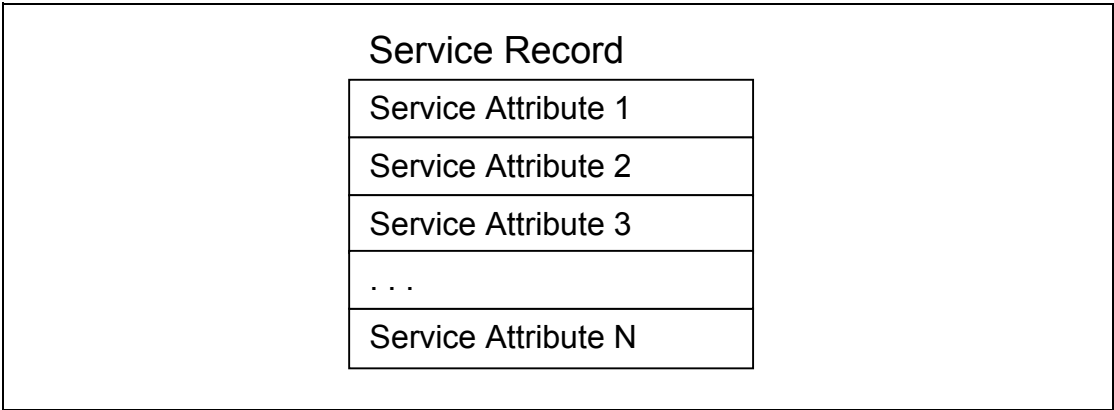 Service Record
Service Attribute 1
Service Attribute 2
Service Attribute 3
. . .
Service Attribute N